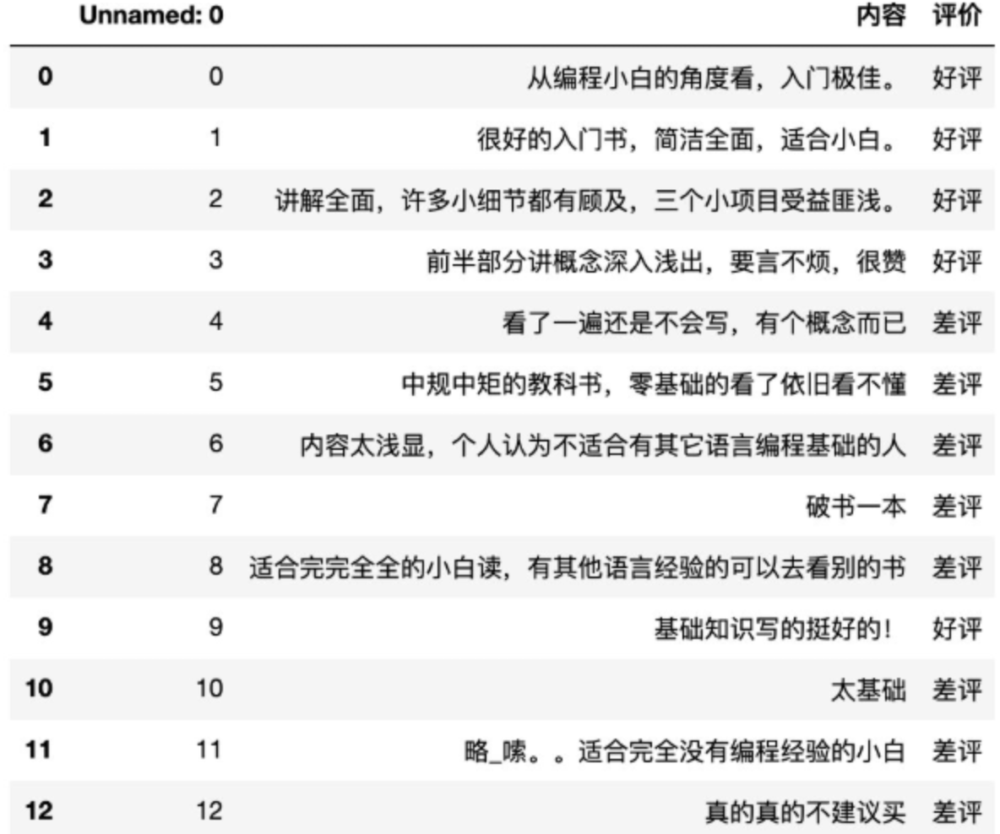 Unnamed: 0 内容 评价
0 0 从编程小白的角度看，入门极佳。 好评
1 1 很好的入门书，简洁全面，适合小白。 好评
2 2 讲解全面，许多小细节都有顾及，三个小项目受益匪浅。 好评
3 3 前半部分讲概念深入浅出，要言不烦，很赞 好评
4 4 看了一遍还是不会写，有个概念而已 差评
5 5 中规中矩的教科书，零基础的看了依旧看不懂 差评
6 6 内容太浅显，个人认为不适合有其它语言编程基础的人 差评
7 7 破书一本 差评
8 8 适合完完全全的小白读，有其他语言经验的可以去看别的书 差评
9 9 基础知识写的挺好的！ 好评
10 10 太基础 差评
11 11 略_嗦。。适合完全没有编程经验的小白 差评
12 12 真的真的不建议买 差评